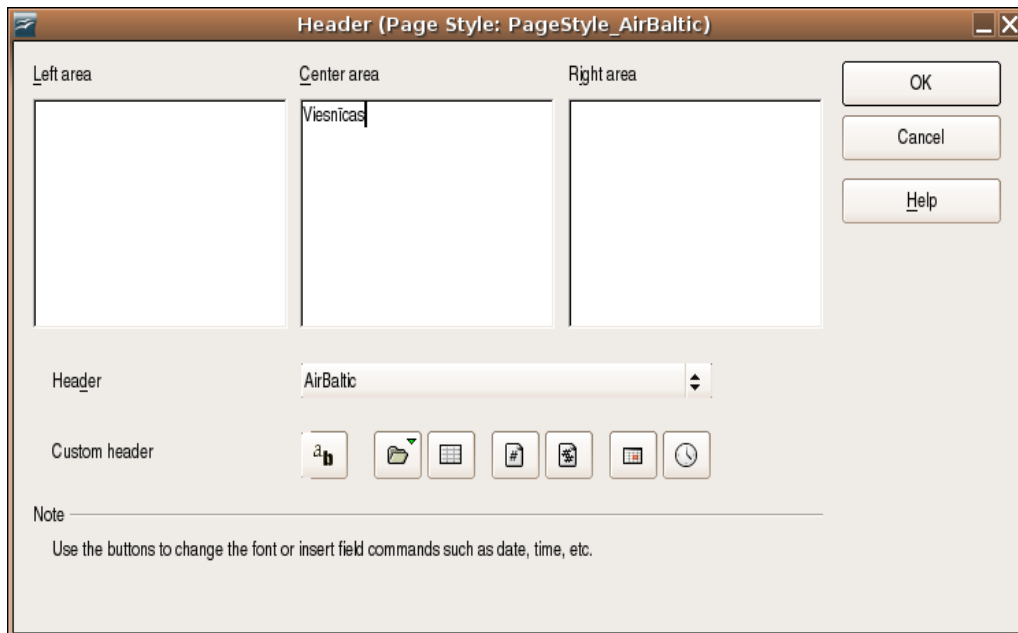 Header (Page Style: PageStyle_AirBaltic)
Left area
Center area
Right area
OK
Viesnīcas
Cancel
Help
Header
AirBaltic
Custom header
ab
#
Note
Use the buttons to change the font or insert field commands such as date, time, etc.